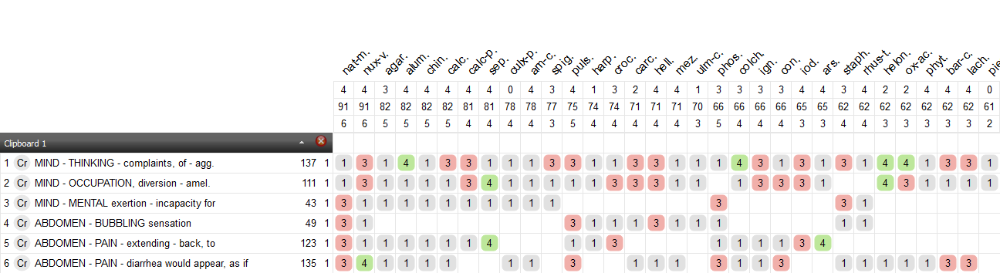 nat-m. nux-v. agar. alum. chin. calc. calc-p. sep. culx-p. am-c. spig. puls. harp. croc. carc. hell. mez. ulm-c. phos. colch. ign. con. iod. ars. staph. rhus-t. helon. ox-ac. phyt. bar-c. lach. pie
4 4 3 4 4 4 4 4 0 4 3 4 1 3 2 4 4 1 3 3 3 3 4 4 3 4 2 2 4 4 4 0
91 91 82 82 82 82 81 81 78 78 77 75 74 74 71 71 71 70 66 66 66 66 65 65 62 62 62 62 62 62 62 61
6 6 5 5 5 5 4 4 4 4 3 5 4 4 4 4 4 3 5 4 4 4 3 3 4 4 3 3 3 3 3 2
Clipboard 1
1 Cr MIND - THINKING - complaints, of - agg. 137 1 1 3 1 4 1 3 3 1 1 1 3 3 1 1 3 3 1 1 1 4 3 1 3 1 3 1 4 4 1 3 3 1
2 Cr MIND - OCCUPATION, diversion - amel. 111 1 1 3 1 1 1 1 3 4 1 1 1 1 1 3 3 3 1 1 1 3 3 3 1 4 3 1 1 1 1
3 Cr MIND - MENTAL exertion - incapacity for 43 1 3 1 1 1 1 1 1 1 1 1 1 3 3 1
4 Cr ABDOMEN - BUBBLING sensation 49 1 3 1 3 1 1 1 3 1 1 1 1 1
5 Cr ABDOMEN - PAIN - extending - back, to 123 1 3 1 1 1 1 1 1 4 1 1 3 1 1 1 1 3 4
6 Cr ABDOMEN - PAIN - diarrhea would appear, as if 135 1 3 4 1 1 3 1 1 1 3 1 1 3 1 1 1 1 1 3 3